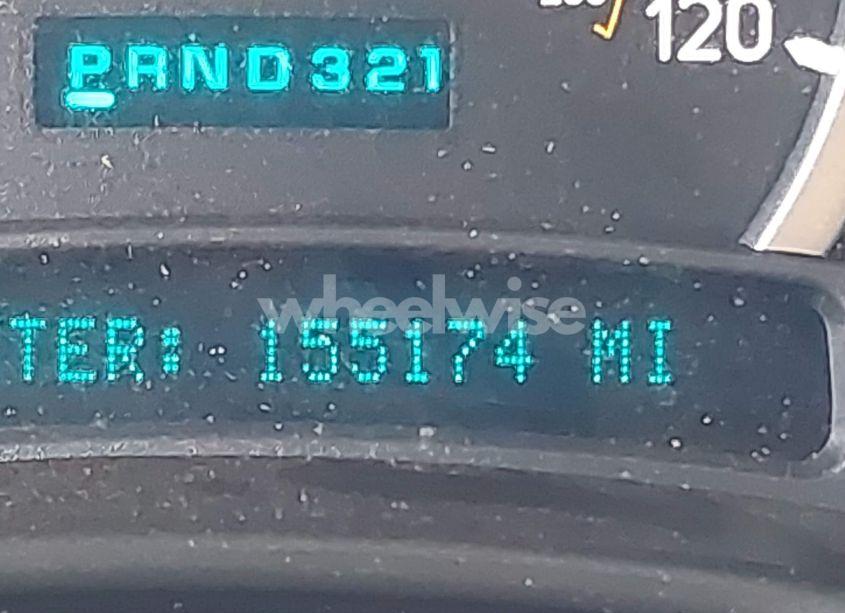 120
PRND321
wheelwise
TER: 155174 MI